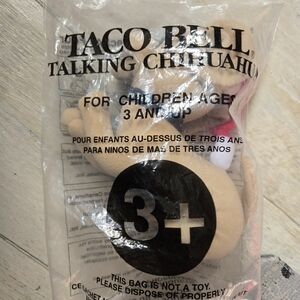 TACO BELL
TALKING CHIHUAHU
FOR CHILDREN AGES
3 AND UP
POUR ENFANTS AU-DESSUS DE TROIS ANS
PARA NINOS DE MAS DE TRES ANOS
3+
THIS BAG IS NOT A TOY.
PLEASE DISPOSE OF PROPERLY.